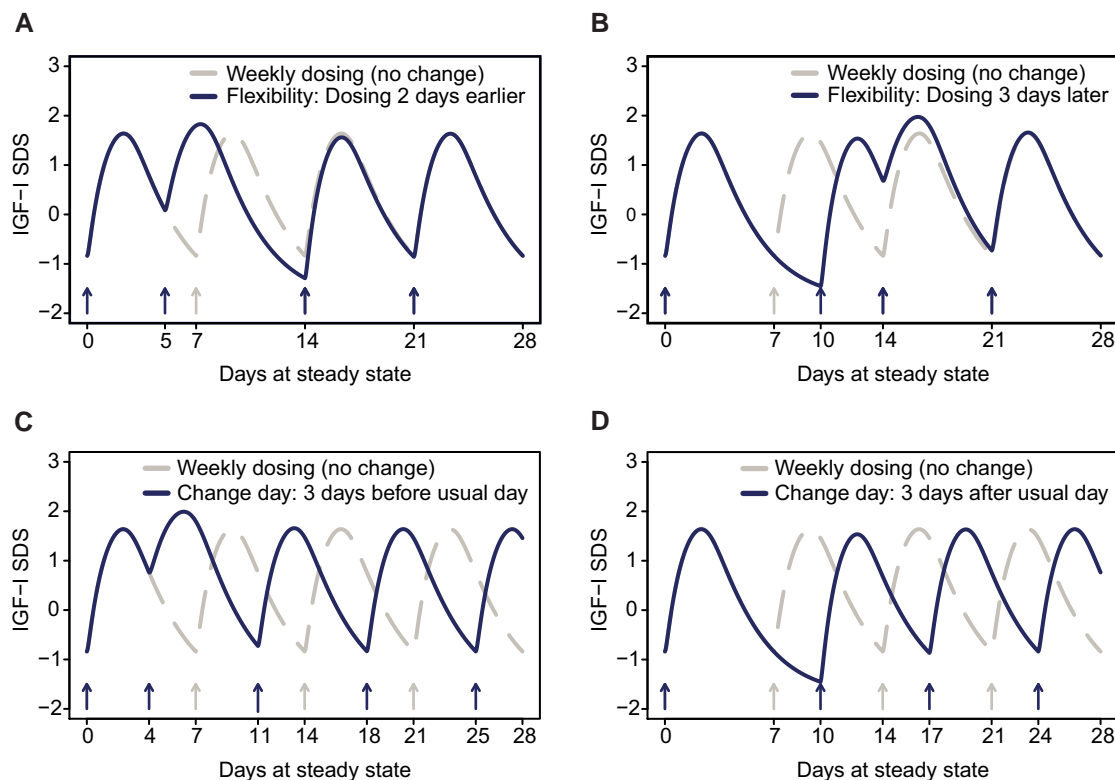 A
3
2
1
0
−1
−2
IGF−I SDS
Weekly dosing (no change)
Flexibility: Dosing 2 days earlier
0 5 7 14 21 28
Days at steady state
B
3
2
1
0
−1
−2
IGF−I SDS
Weekly dosing (no change)
Flexibility: Dosing 3 days later
0 7 10 14 21 28
Days at steady state
C
3
2
1
0
−1
−2
IGF−I SDS
Weekly dosing (no change)
Change day: 3 days before usual day
0 4 7 11 14 18 21 25 28
Days at steady state
D
3
2
1
0
−1
−2
IGF−I SDS
Weekly dosing (no change)
Change day: 3 days after usual day
0 7 10 14 17 21 24 28
Days at steady state